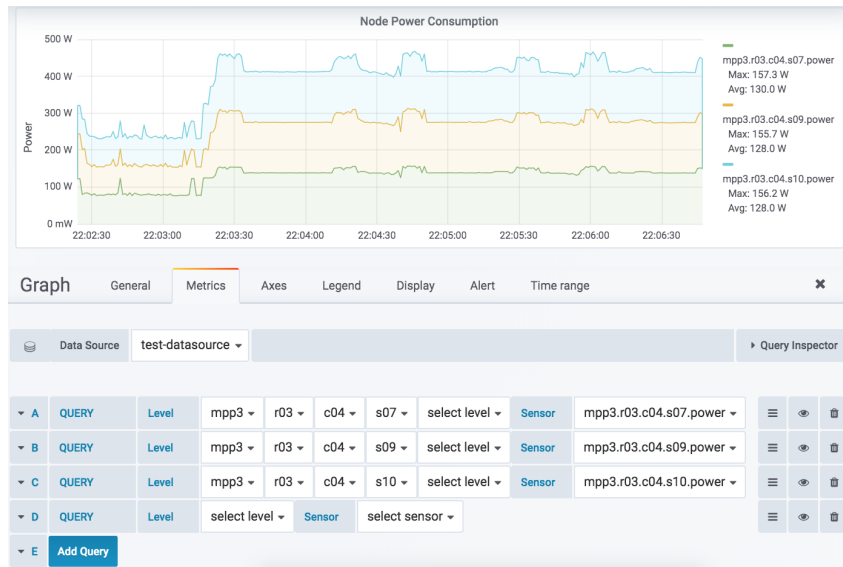 Node Power Consumption
500 W
400 W
300 W
200 W
100 W
0 mW
Power
22:02:30 22:03:00 22:03:30 22:04:00 22:04:30 22:05:00 22:05:30 22:06:00 22:06:30
mpp3.r03.c04.s07.power
Max: 157.3 W
Avg: 130.0 W
mpp3.r03.c04.s09.power
Max: 155.7 W
Avg: 128.0 W
mpp3.r03.c04.s10.power
Max: 156.2 W
Avg: 128.0 W
Graph General Metrics Axes Legend Display Alert Time range
Data Source test-datasource Query Inspector
A QUERY Level mpp3 r03 c04 s07 select level Sensor mpp3.r03.c04.s07.power
B QUERY Level mpp3 r03 c04 s09 select level Sensor mpp3.r03.c04.s09.power
C QUERY Level mpp3 r03 c04 s10 select level Sensor mpp3.r03.c04.s10.power
D QUERY Level select level Sensor select sensor
E Add Query